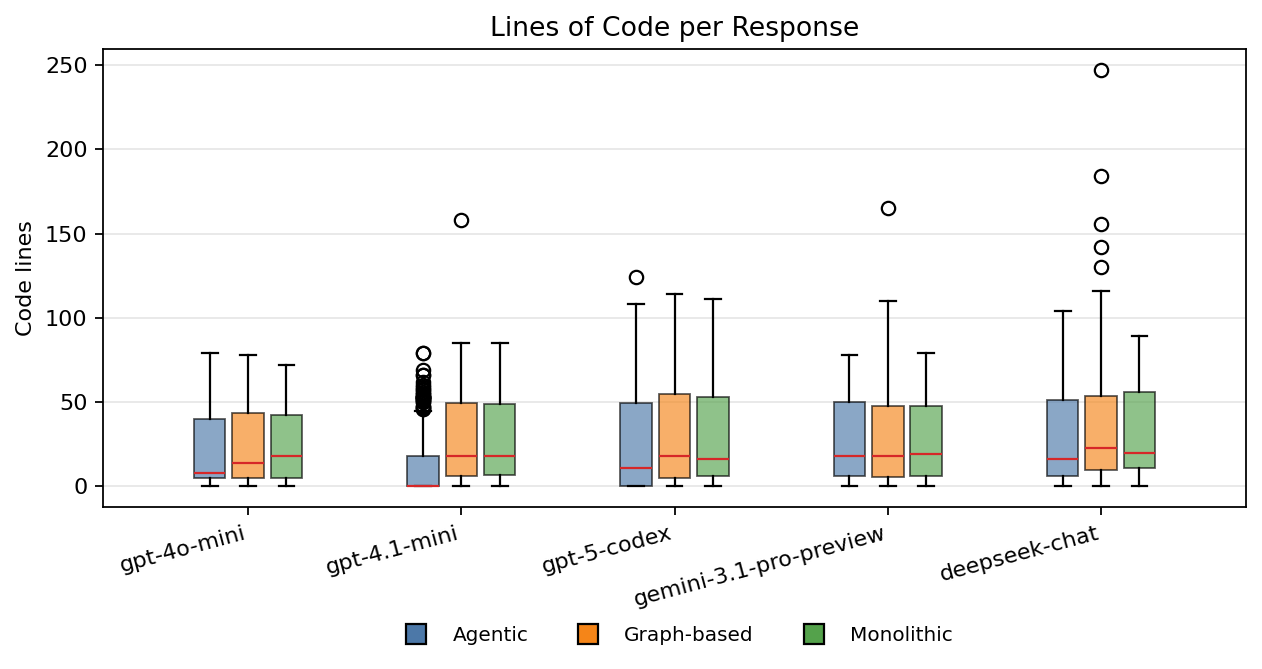 Lines of Code per Response
Code lines
250
200
150
100
50
0
gpt-4o-mini
gpt-4.1-mini
gpt-5-codex
gemini-3.1-pro-preview
deepseek-chat
Agentic
Graph-based
Monolithic